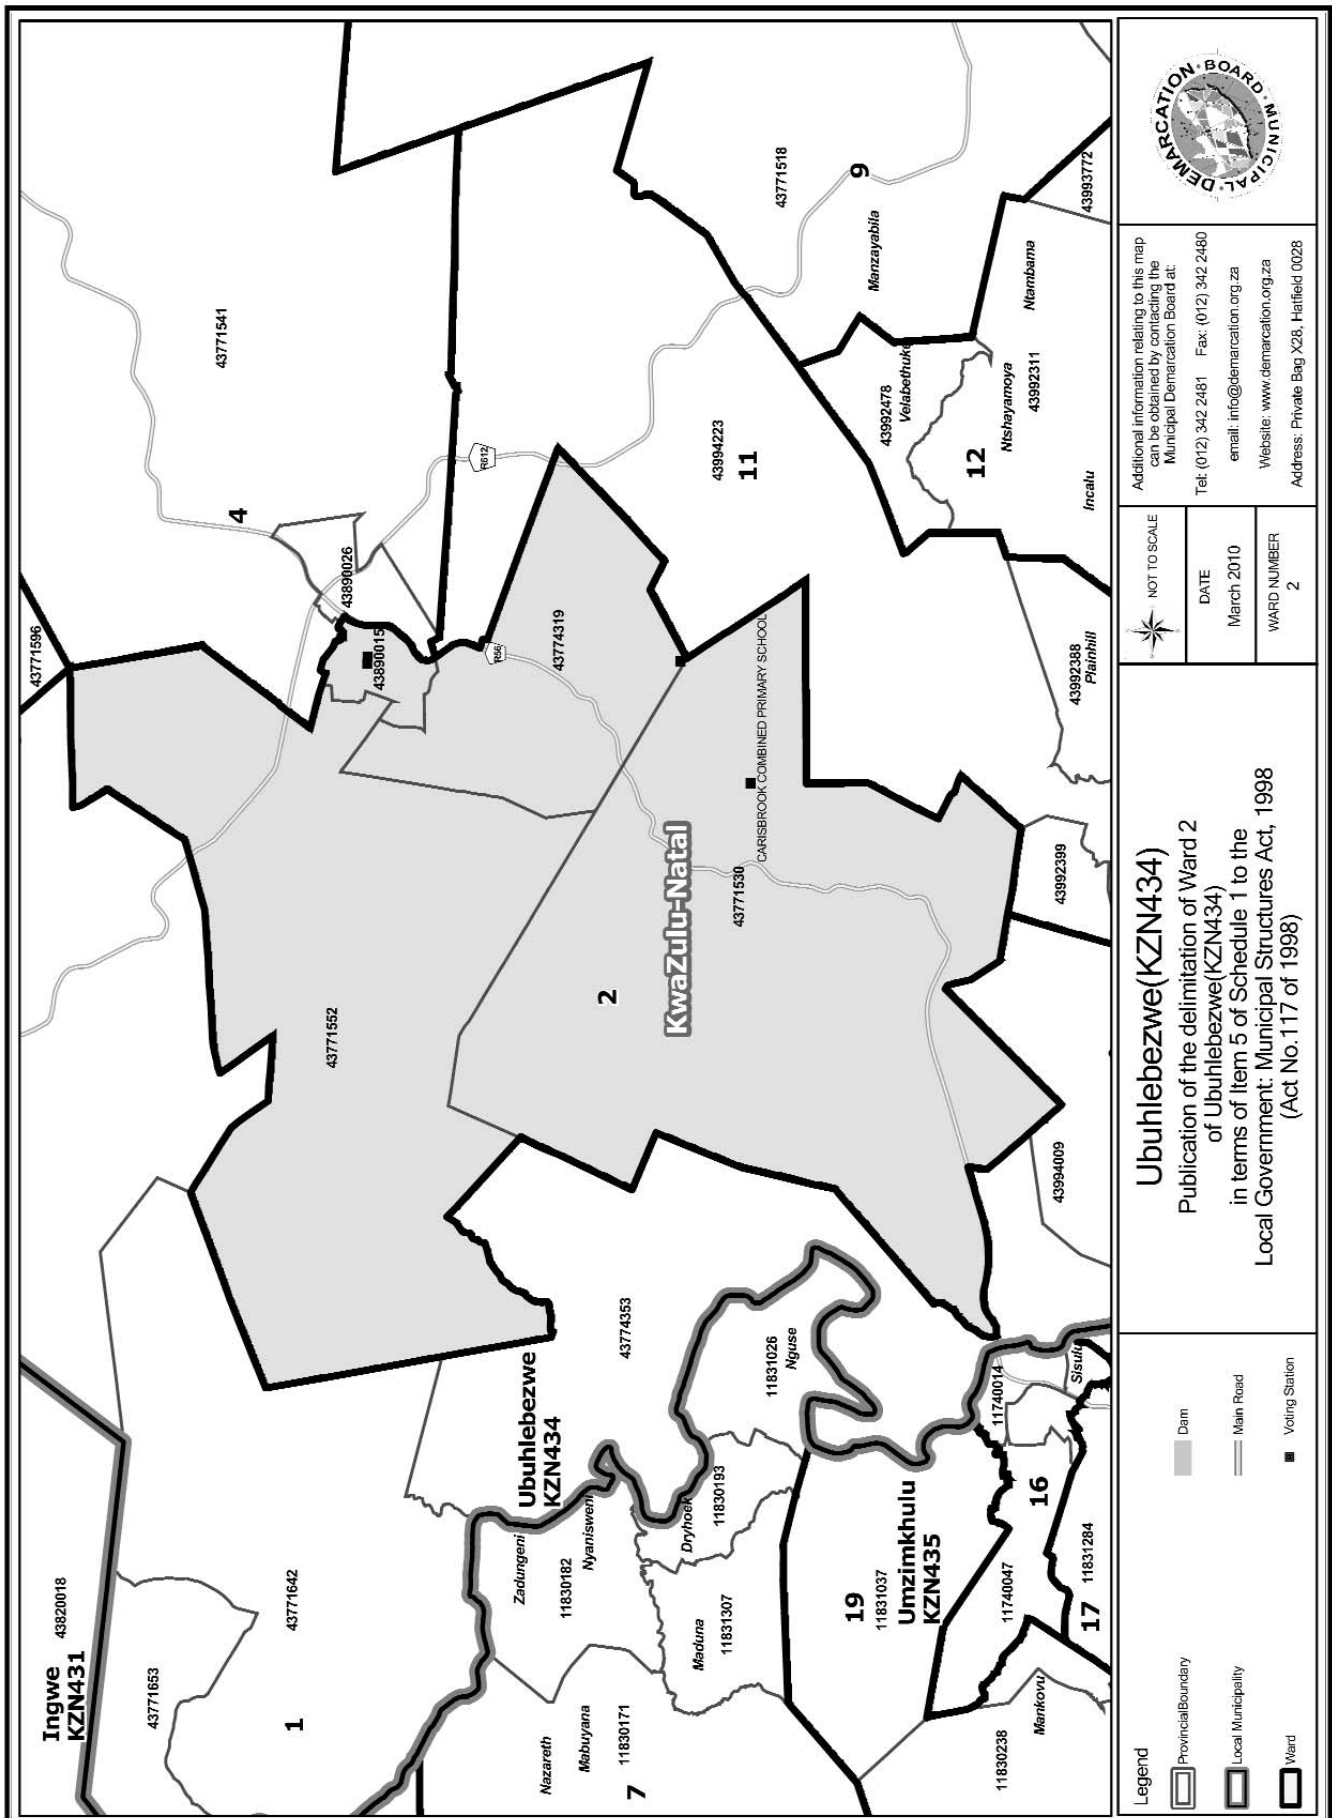 Ingwe
KZN431
43820018
43771653
43771642
1
43771596
43771541
4
43890026
43890015
43771552
R612
R56
43774319
2
KwaZulu-Natal
43771530
CARISBROOK COMBINED PRIMARY SCHOOL
43774353
Ubuhlebezwe
KZN434
Zadungeni
11830182
Nyanisweni
Nazareth
Mabuyana
11830171
7
Maduna
11831307
Dryhoek
11830193
11831026
Nguse
19
11831037
Umzimkhulu
KZN435
11740014
Sisulu
16
11740047
11831284
17
11830238
Mankovu
43771518
9
Manzayabila
43994223
11
43992478
Velabethuke
12
Ntshayamoya
43992311
Ntambama
43993772
Incalu
43992388
Plainhill
43992399
43994009
Legend
ProvincialBoundary
Local Municipality
Ward
Dam
Main Road
Voting Station
Ubuhlebezwe(KZN434)
Publication of the delimitation of Ward 2
of Ubuhlebezwe(KZN434)
in terms of Item 5 of Schedule 1 to the
Local Government: Municipal Structures Act, 1998
(Act No.117 of 1998)
NOT TO SCALE
DATE
March 2010
WARD NUMBER
2
Additional information relating to this map
can be obtained by contacting the
Municipal Demarcation Board at:
Tel: (012) 342 2481 Fax: (012) 342 2480
email: info@demarcation.org.za
Website: www.demarcation.org.za
Address: Private Bag X28, Hatfield 0028
MUNICIPAL DEMARCATION BOARD